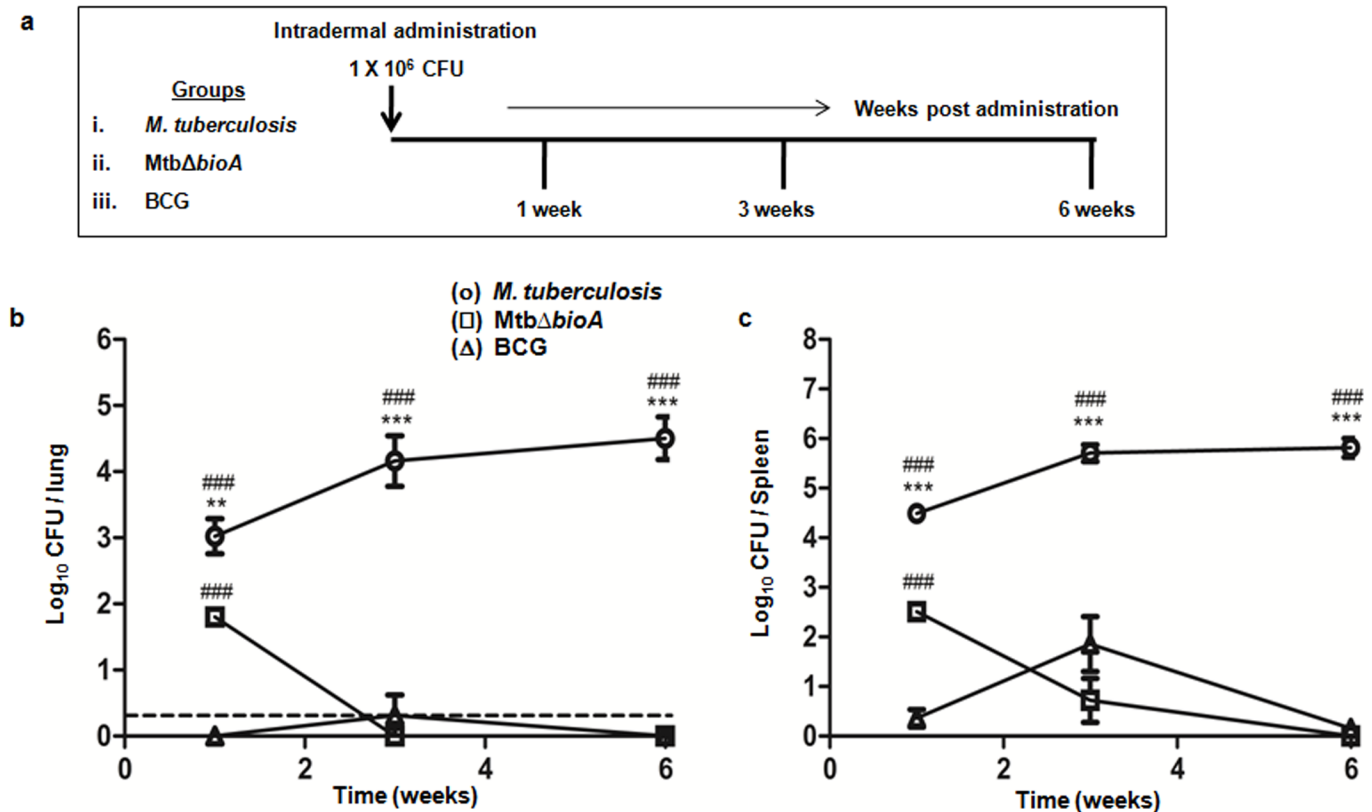 a
Intradermal administration
1 X 10⁶ CFU
Groups
Weeks post administration
i. M. tuberculosis
ii. MtbΔbioA
iii. BCG
1 week 3 weeks 6 weeks
(o) M. tuberculosis
(□) MtbΔbioA
(Δ) BCG
b
Log₁₀ CFU / lung
6
5
4
3
2
1
0
###
**
###
***
###
***
###
0 2 4 6
Time (weeks)
c
Log₁₀ CFU / Spleen
8
7
6
5
4
3
2
1
0
###
***
###
***
###
***
###
0 2 4 6
Time (weeks)